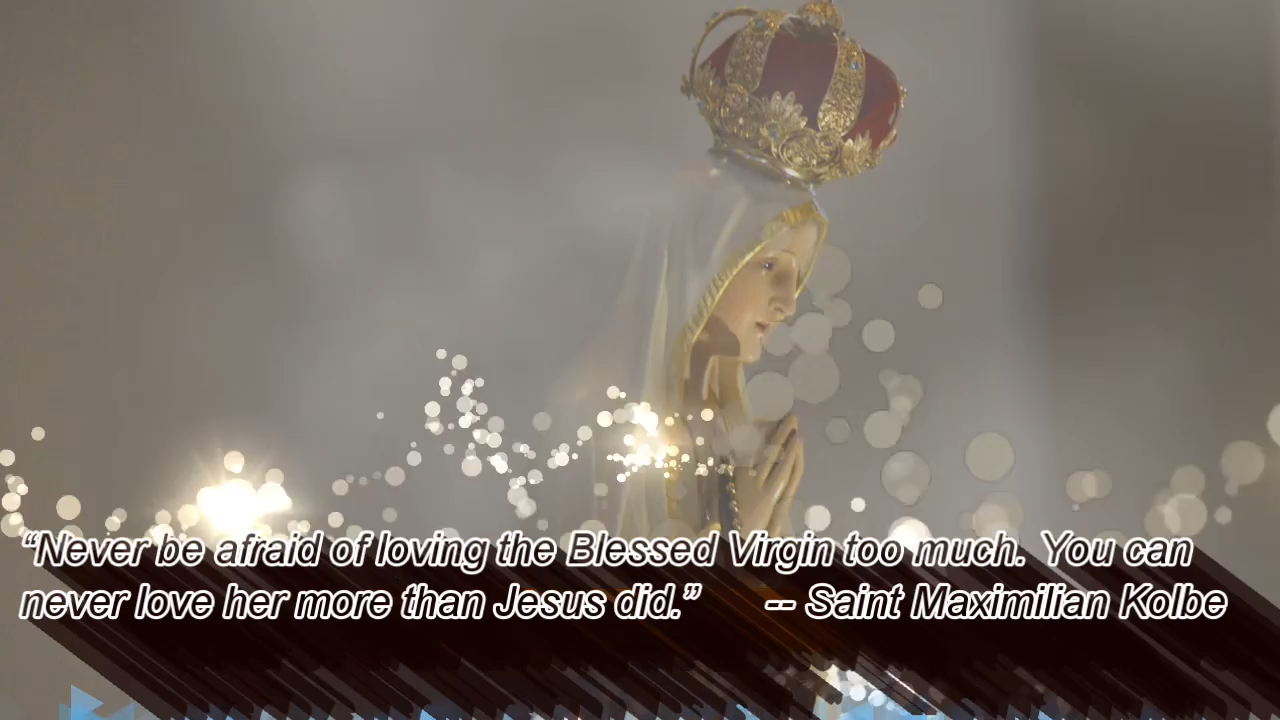 “Never be afraid of loving the Blessed Virgin too much. You can
never love her more than Jesus did.” -- Saint Maximilian Kolbe